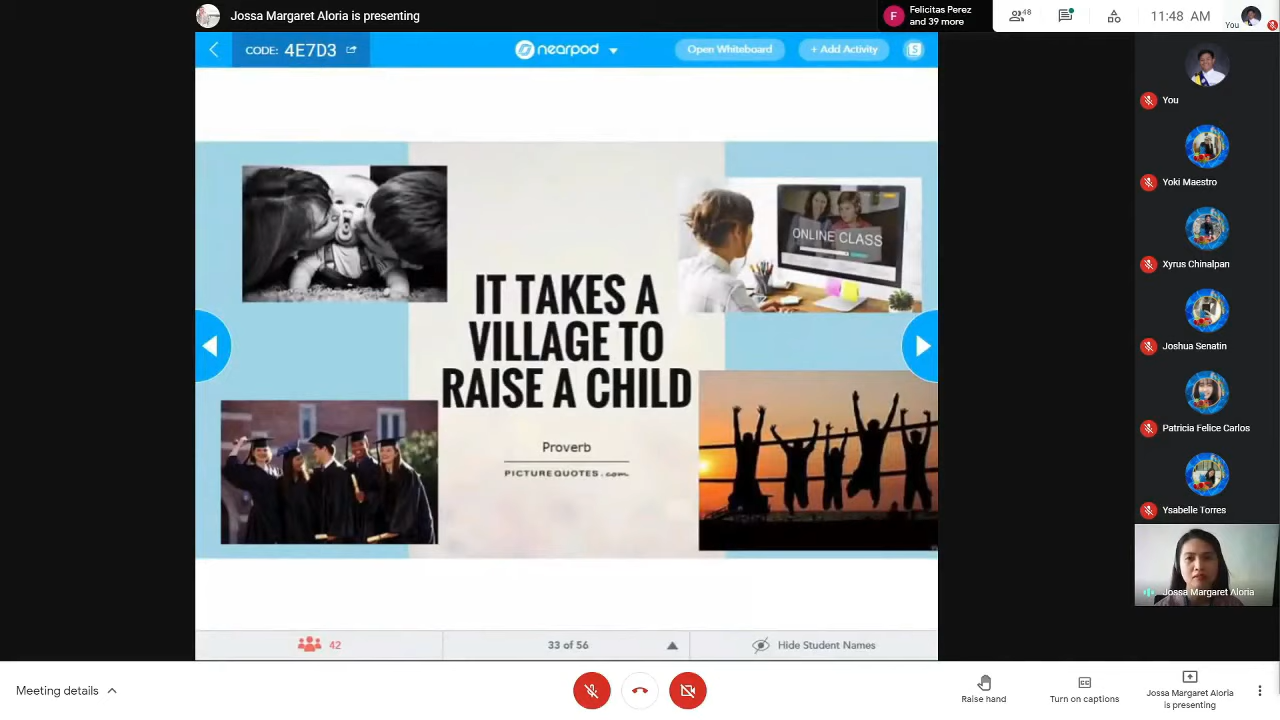 Jossa Margaret Aloria is presenting
F
Felicitas Perez
and 39 more
48
11:48 AM
You
CODE: 4E7D3
nearpod
Open Whiteboard
+ Add Activity
S
You
Yoki Maestro
Xyrus Chinalpan
Joshua Senatin
Patricia Felice Carlos
Ysabelle Torres
Jossa Margaret Aloria
ONLINE CLASS
IT TAKES A
VILLAGE TO
RAISE A CHILD
Proverb
PICTUREQUOTES.com
42
33 of 56
Hide Student Names
Meeting details
Raise hand
Turn on captions
Jossa Margaret Aloria
is presenting